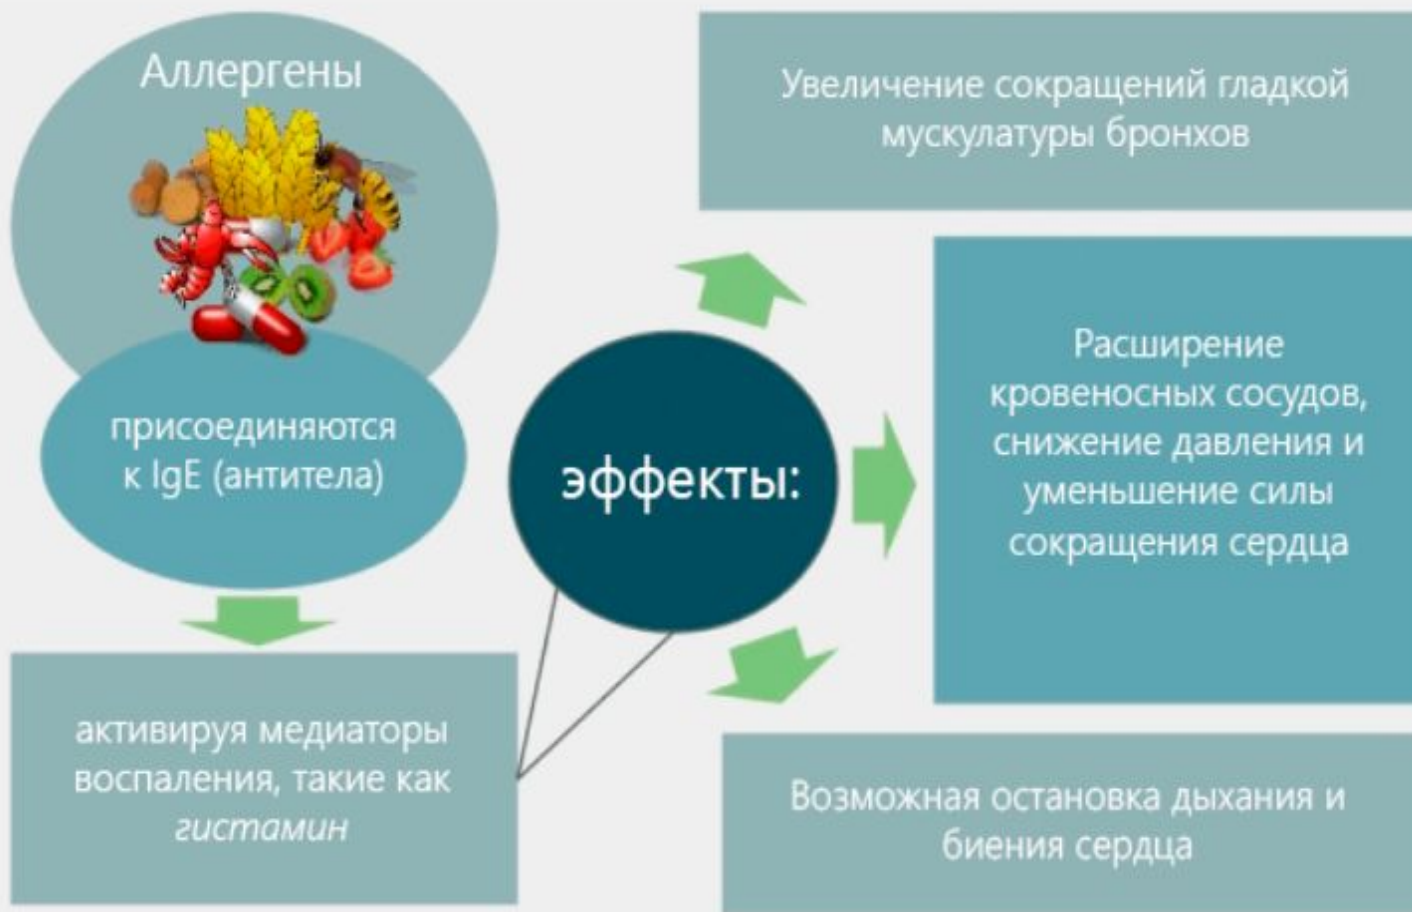 Аллергены
присоединяются
к IgE (антитела)
активируя медиаторы
воспаления, такие как
гистамин
эффекты:
Увеличение сокращений гладкой
мускулатуры бронхов
Расширение
кровеносных сосудов,
снижение давления и
уменьшение силы
сокращения сердца
Возможная остановка дыхания и
биения сердца